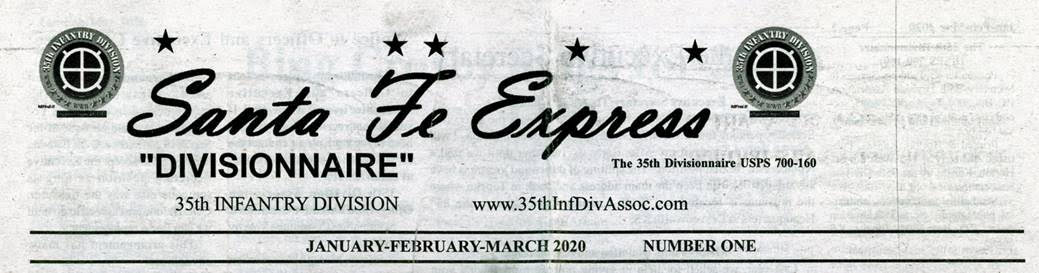 35th INFANTRY DIVISION
35th INFANTRY DIVISION
Santa Fe Express
"DIVISIONNAIRE"
The 35th Divisionnaire USPS 700-160
35th INFANTRY DIVISION
www.35thInfDivAssoc.com
JANUARY-FEBRUARY-MARCH 2020
NUMBER ONE